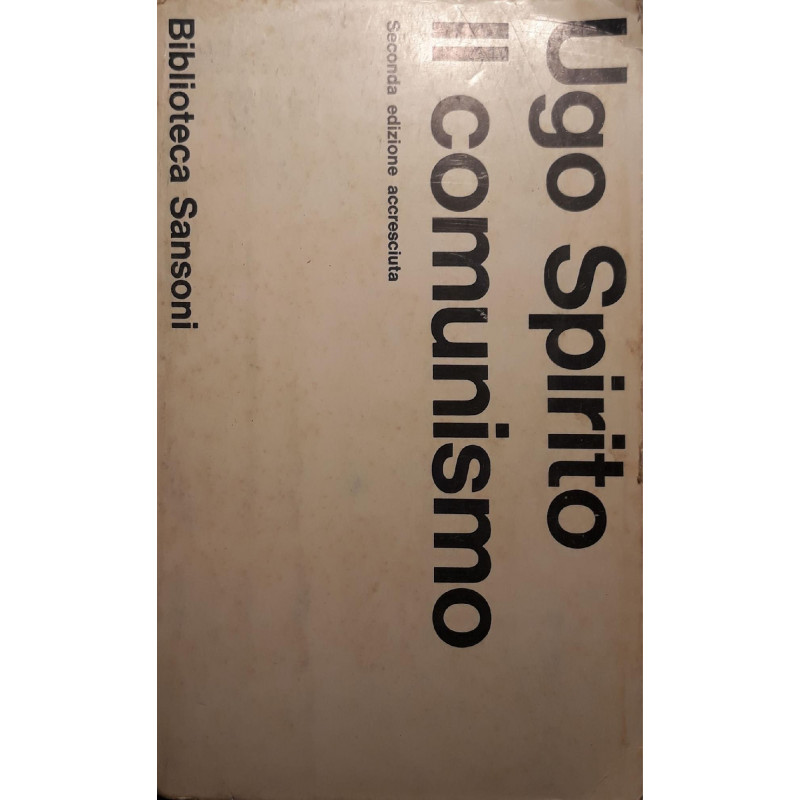 Ugo Spirito
Il comunismo
Seconda edizione accresciuta
Biblioteca Sansoni